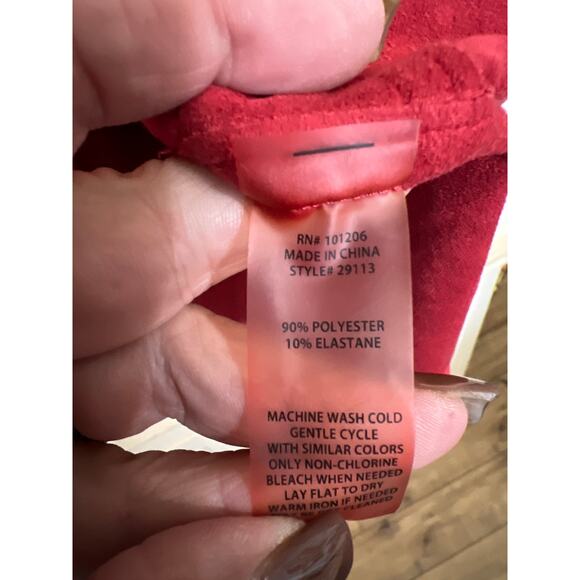 RN# 101206
MADE IN CHINA
STYLE# 29113
90% POLYESTER
10% ELASTANE
MACHINE WASH COLD
GENTLE CYCLE
WITH SIMILAR COLORS
ONLY NON-CHLORINE
BLEACH WHEN NEEDED
LAY FLAT TO DRY
WARM IRON IF NEEDED
CLEANED